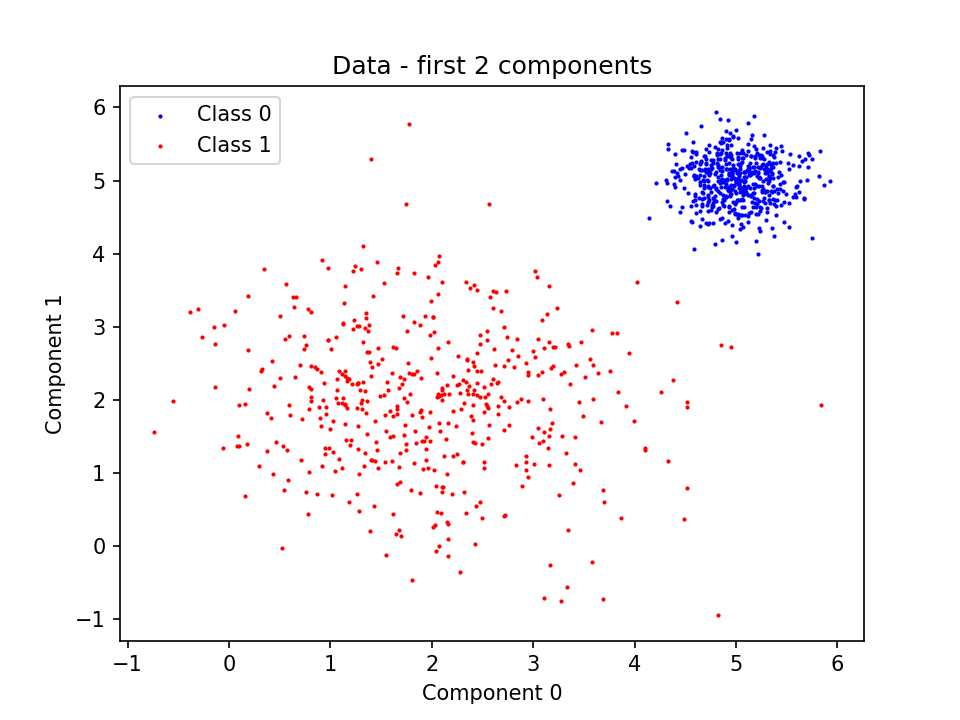 Data - first 2 components
Class 0
Class 1
6
5
4
3
2
1
0
−1
Component 1
−1 0 1 2 3 4 5 6
Component 0